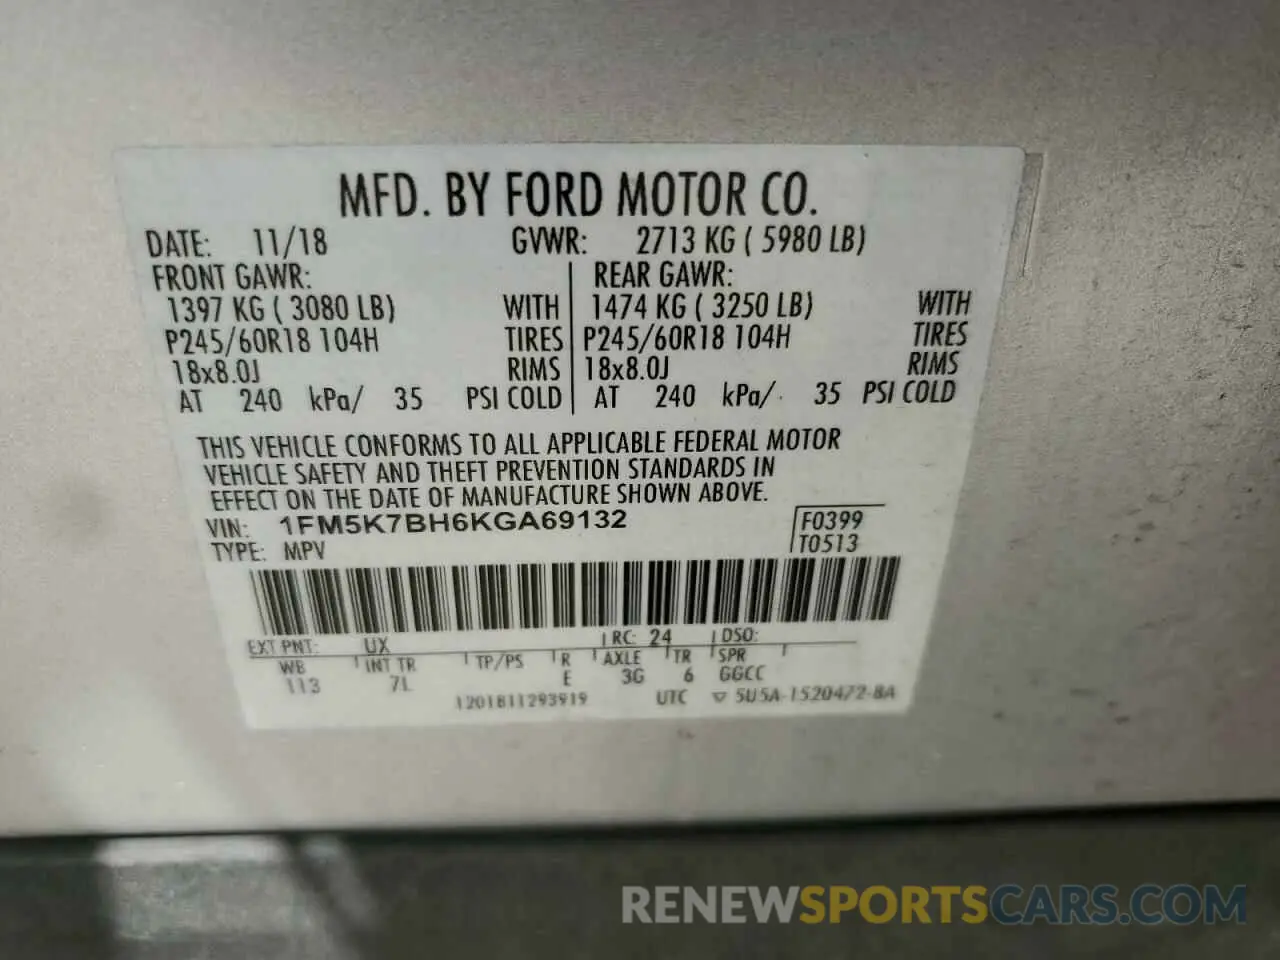 MFD. BY FORD MOTOR CO.
DATE: 11/18 GVWR: 2713 KG ( 5980 LB)
FRONT GAWR: REAR GAWR:
1397 KG ( 3080 LB) WITH 1474 KG ( 3250 LB) WITH
P245/60R18 104H TIRES P245/60R18 104H TIRES
18x8.0J RIMS 18x8.0J RIMS
AT 240 kPa/ 35 PSI COLD AT 240 kPa/ 35 PSI COLD
THIS VEHICLE CONFORMS TO ALL APPLICABLE FEDERAL MOTOR
VEHICLE SAFETY AND THEFT PREVENTION STANDARDS IN
EFFECT ON THE DATE OF MANUFACTURE SHOWN ABOVE.
VIN: 1FM5K7BH6KGA69132 F0399
TYPE: MPV T0513
EXT PNT: UX RC: 24 DSO:
WB INT TR TP/PS R AXLE TR SPR
113 7L E 3G 6 GGCC
1201811293919 UTC ▽ 5U5A-1520472-BA
RENEWSPORTSCARS.COM